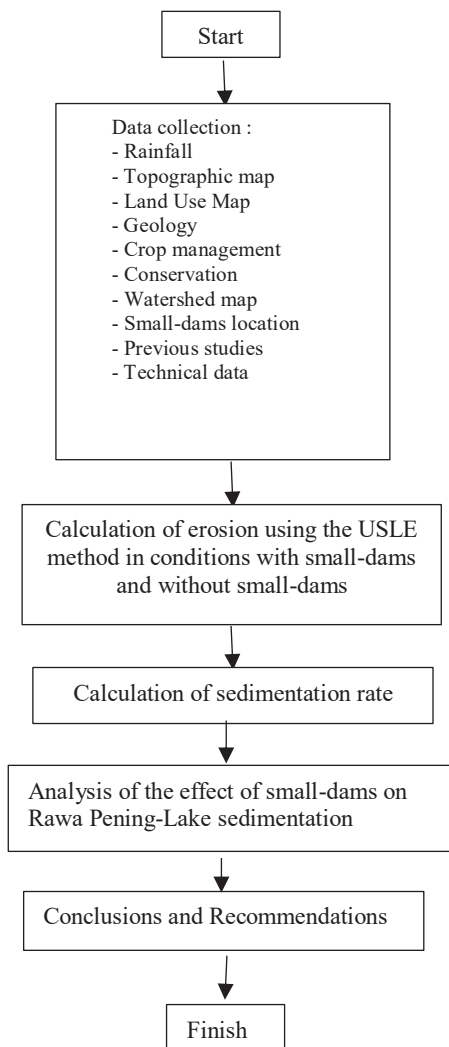 Start
Data collection :
- Rainfall
- Topographic map
- Land Use Map
- Geology
- Crop management
- Conservation
- Watershed map
- Small-dams location
- Previous studies
- Technical data
Calculation of erosion using the USLE
method in conditions with small-dams
and without small-dams
Calculation of sedimentation rate
Analysis of the effect of small-dams on
Rawa Pening-Lake sedimentation
Conclusions and Recommendations
Finish